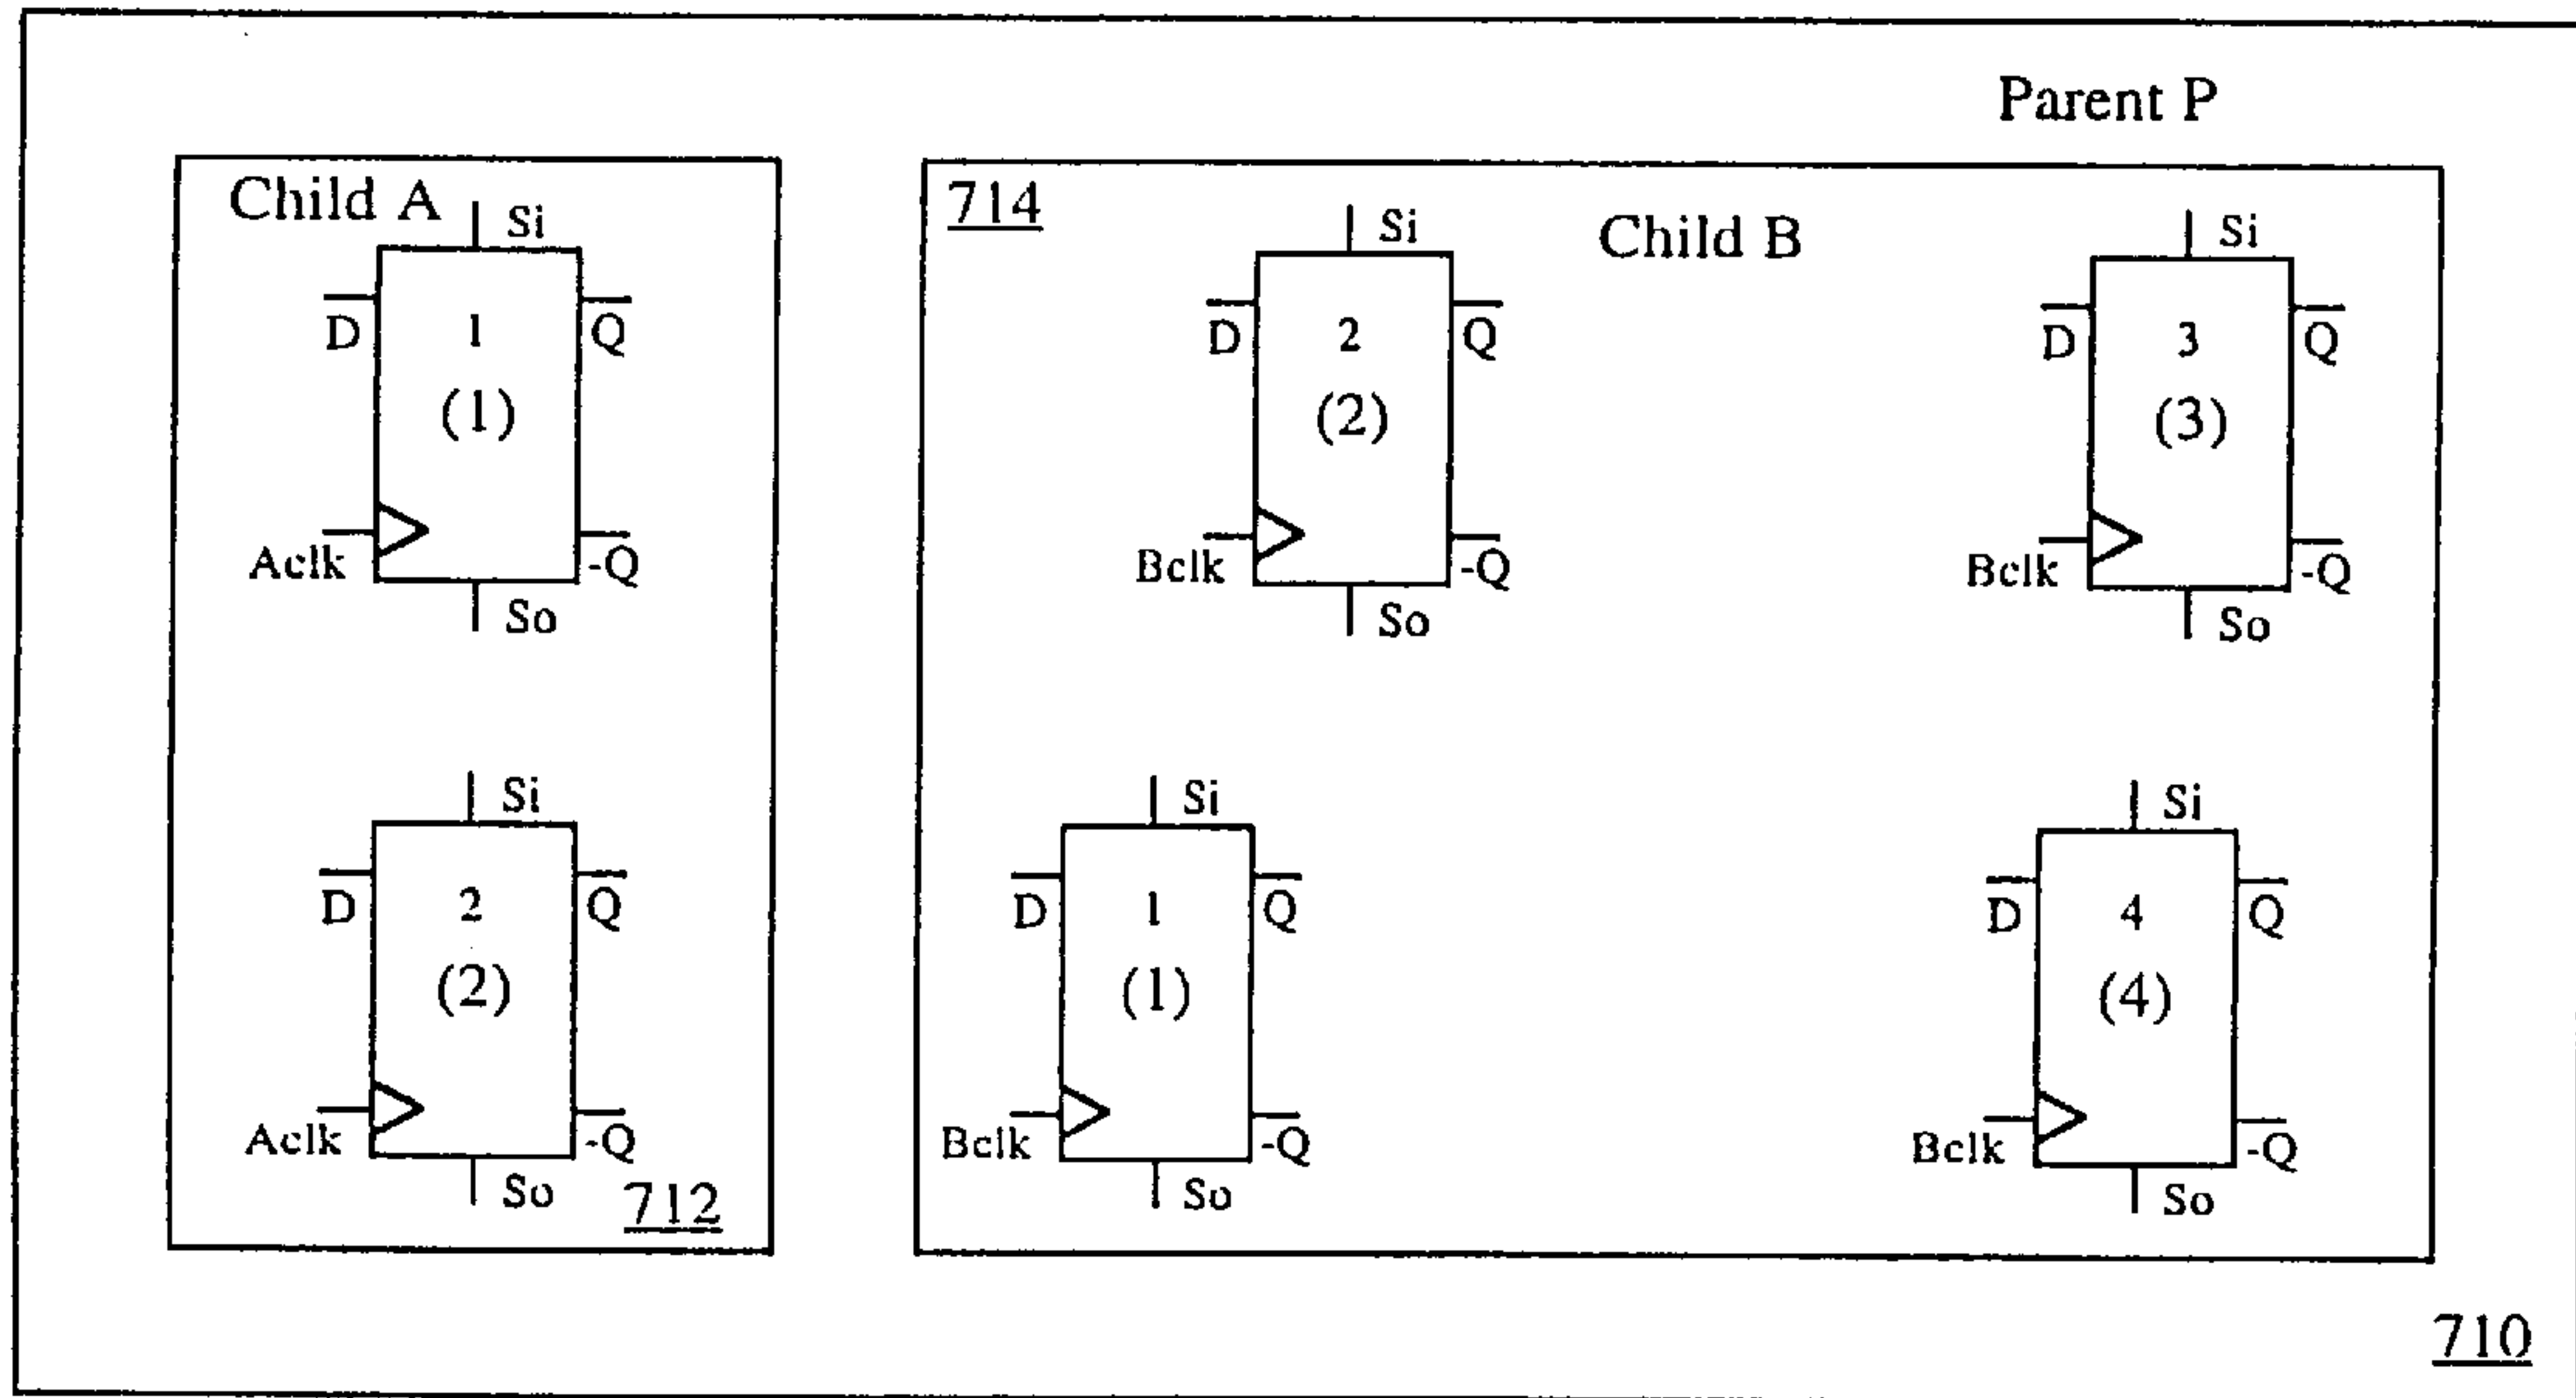 Parent P
Child A
Si
D
1
Q
(1)
Aclk
-Q
So
Si
D
2
Q
(2)
Aclk
-Q
So
712
714
Child B
Si
D
2
Q
(2)
Bclk
-Q
So
Si
D
3
Q
(3)
Bclk
-Q
So
Si
D
1
Q
(1)
Bclk
-Q
So
Si
D
4
Q
(4)
Bclk
-Q
So
710